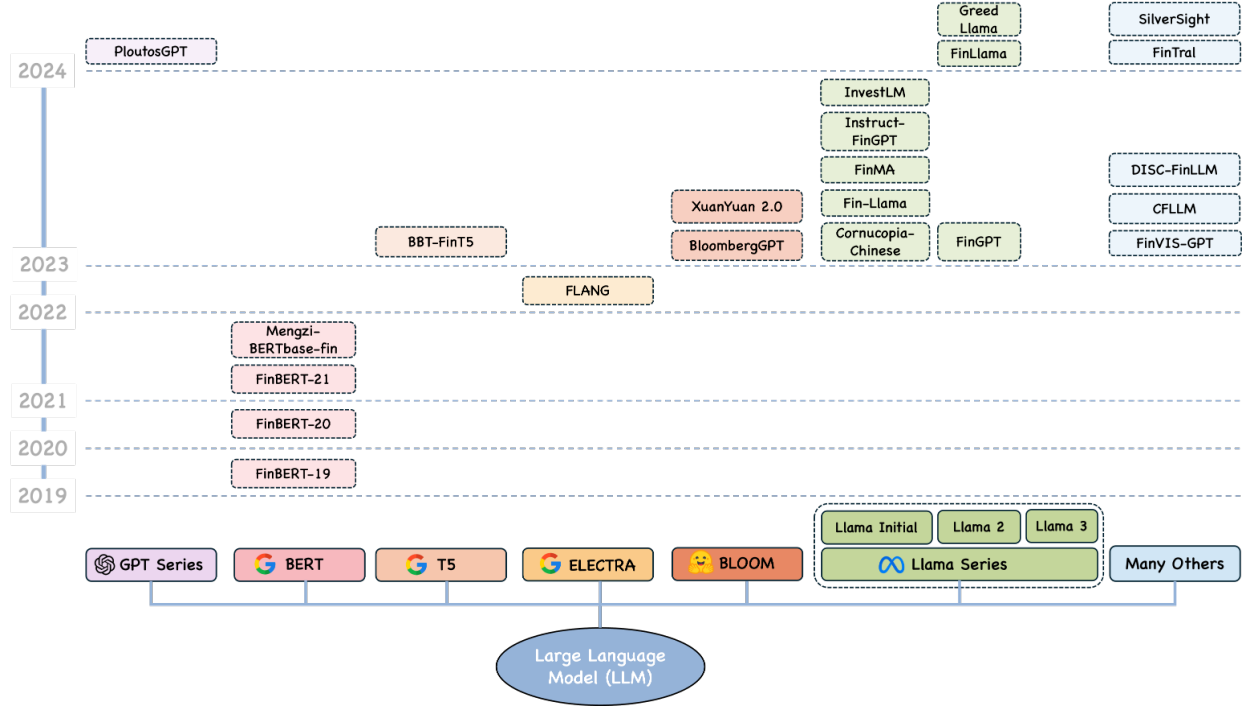 Greed
Llama
SilverSight
PloutosGPT
FinLlama
FinTral
2024
InvestLM
Instruct-
FinGPT
FinMA
DISC-FinLLM
XuanYuan 2.0
Fin-Llama
CFLLM
BBT-FinT5
BloombergGPT
Cornucopia-
Chinese
FinGPT
FinVIS-GPT
2023
FLANG
2022
Mengzi-
BERTbase-fin
FinBERT-21
2021
FinBERT-20
2020
FinBERT-19
2019
Llama Initial
Llama 2
Llama 3
GPT Series
BERT
T5
ELECTRA
BLOOM
Llama Series
Many Others
Large Language
Model (LLM)